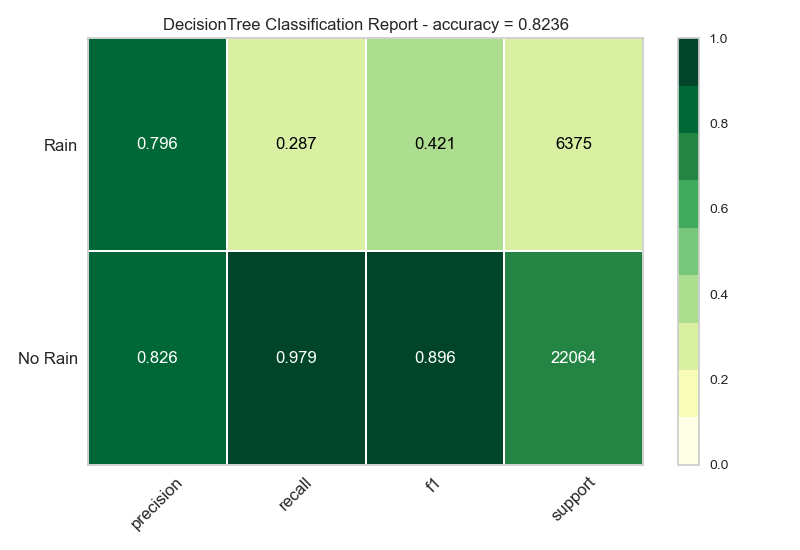 DecisionTree Classification Report - accuracy = 0.8236
Rain 0.796 0.287 0.421 6375
No Rain 0.826 0.979 0.896 22064
precision recall f1 support
1.0
0.8
0.6
0.4
0.2
0.0